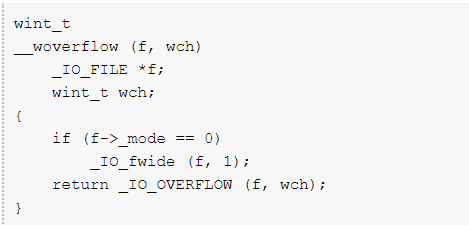 wint_t
__woverflow (f, wch)
    _IO_FILE *f;
    wint_t wch;
{
    if (f->_mode == 0)
        _IO_fwide (f, 1);
    return _IO_OVERFLOW (f, wch);
}